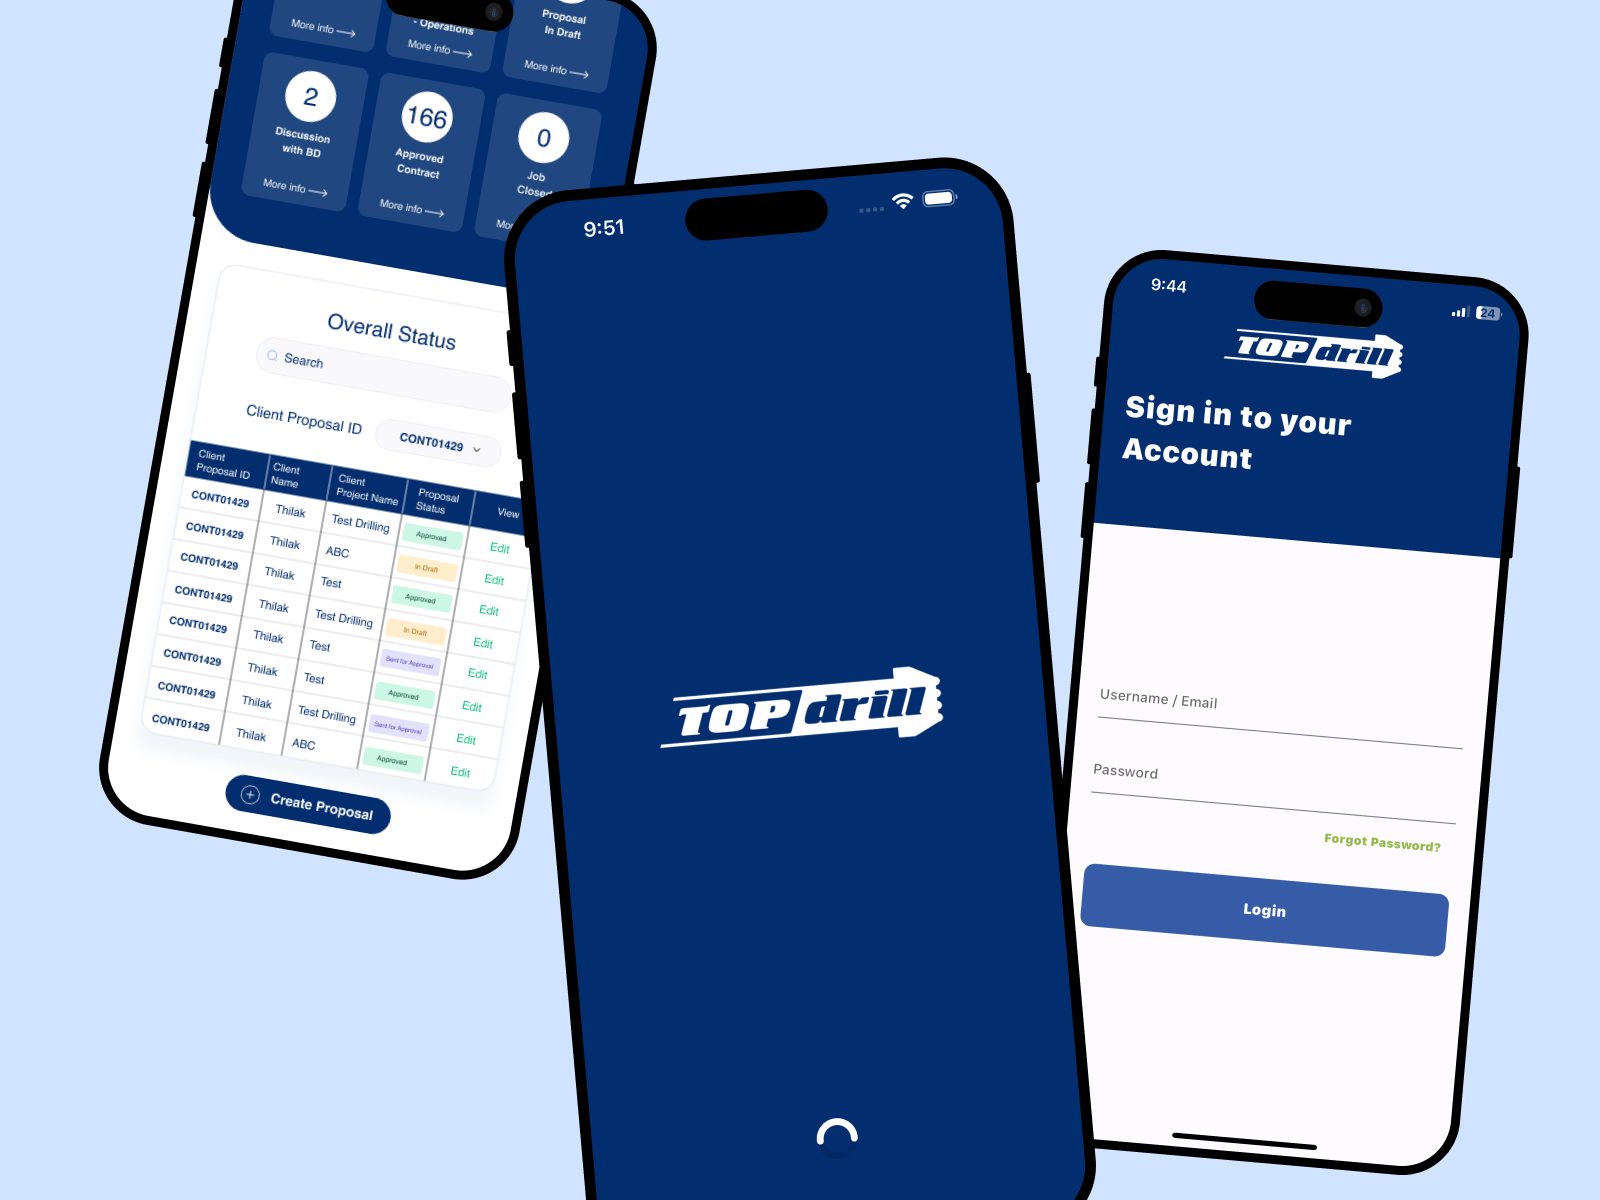 More info
- Operations
More info
Proposal
In Draft
More info
2
Discussion
with BD
More info
166
Approved
Contract
More info
0
Job
Closed
Overall Status
Search
Client Proposal ID
CONT01429
Client
Proposal ID
Client
Name
Client
Project Name
Proposal
Status
View
CONT01429 Thilak Test Drilling Approved Edit
CONT01429 Thilak ABC In Draft Edit
CONT01429 Thilak Test Approved Edit
CONT01429 Thilak Test Drilling In Draft Edit
CONT01429 Thilak Test Sent for Approval Edit
CONT01429 Thilak Test Approved Edit
CONT01429 Thilak Test Drilling Sent for Approval Edit
CONT01429 Thilak ABC Approved Edit
Create Proposal
9:51
TOP drill
9:44
24
TOP drill
Sign in to your
Account
Username / Email
Password
Forgot Password?
Login